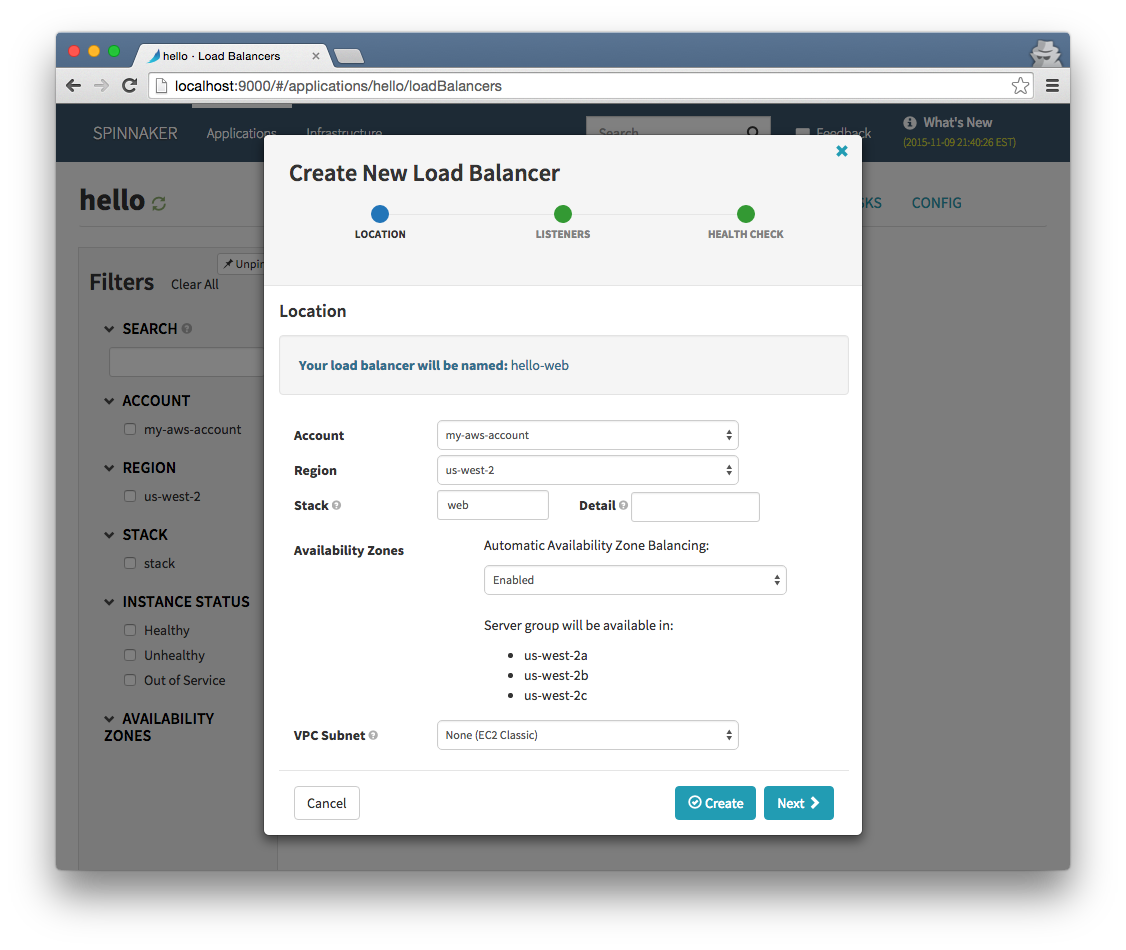 hello · Load Balancers
localhost:9000/#/applications/hello/loadBalancers
SPINNAKER
Applications
Infrastructure
Search
Feedback
What's New
(2015-11-09 21:40:26 EST)
hello
CONFIG
Create New Load Balancer
LOCATION
LISTENERS
HEALTH CHECK
Filters
Clear All
SEARCH
ACCOUNT
my-aws-account
REGION
us-west-2
STACK
stack
INSTANCE STATUS
Healthy
Unhealthy
Out of Service
AVAILABILITY
ZONES
Location
Your load balancer will be named: hello-web
Account my-aws-account
Region us-west-2
Stack web Detail
Availability Zones
Automatic Availability Zone Balancing:
Enabled
Server group will be available in:
• us-west-2a
• us-west-2b
• us-west-2c
VPC Subnet None (EC2 Classic)
Cancel
Create
Next